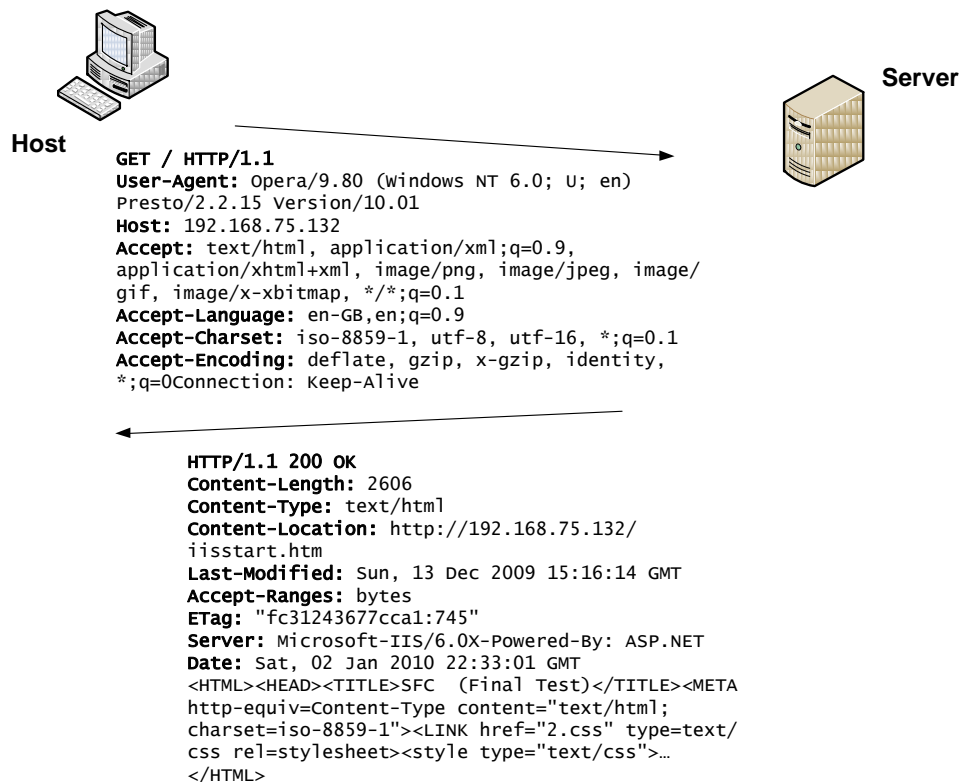 Server
Host
GET / HTTP/1.1
User-Agent: Opera/9.80 (Windows NT 6.0; U; en)
Presto/2.2.15 Version/10.01
Host: 192.168.75.132
Accept: text/html, application/xml;q=0.9,
application/xhtml+xml, image/png, image/jpeg, image/
gif, image/x-xbitmap, */*;q=0.1
Accept-Language: en-GB,en;q=0.9
Accept-Charset: iso-8859-1, utf-8, utf-16, *;q=0.1
Accept-Encoding: deflate, gzip, x-gzip, identity,
*;q=0Connection: Keep-Alive
HTTP/1.1 200 OK
Content-Length: 2606
Content-Type: text/html
Content-Location: http://192.168.75.132/
iisstart.htm
Last-Modified: Sun, 13 Dec 2009 15:16:14 GMT
Accept-Ranges: bytes
ETag: "fc31243677cca1:745"
Server: Microsoft-IIS/6.0X-Powered-By: ASP.NET
Date: Sat, 02 Jan 2010 22:33:01 GMT
<HTML><HEAD><TITLE>SFC  (Final Test)</TITLE><META
http-equiv=Content-Type content="text/html;
charset=iso-8859-1"><LINK href="2.css" type=text/
css rel=stylesheet><style type="text/css">…
</HTML>